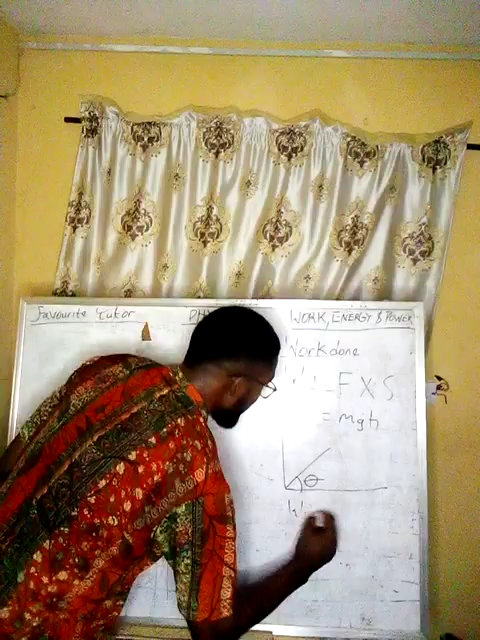 Favourite Tutor
WORK, ENERGY & POWER
Workdone
W = F X S
= mgh
θ
W